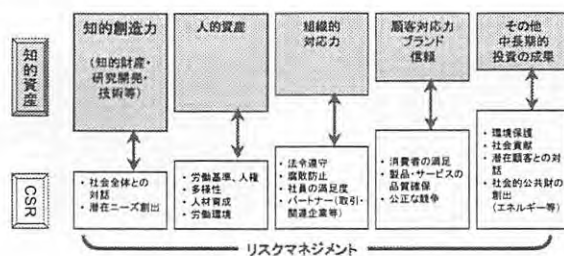 知的資産
知的創造力
(知的財産・
研究開発・
技術等)
人的資産
組織的
対応力
顧客対応力
ブランド
信頼
その他
中長期的
投資の成果
CSR
・社会全体との
対話
・潜在ニーズ創出
・労働基準、人権
・多様性
・人材育成
・労働環境
・法令遵守
・腐敗防止
・社員の満足度
・パートナー(取引・
関連企業等)
・消費者の満足
・製品・サービスの
品質確保
・公正な競争
・環境保護
・社会貢献
・潜在顧客との対
話
・社会的公共財の
創出
(エネルギー等)
リスクマネジメント